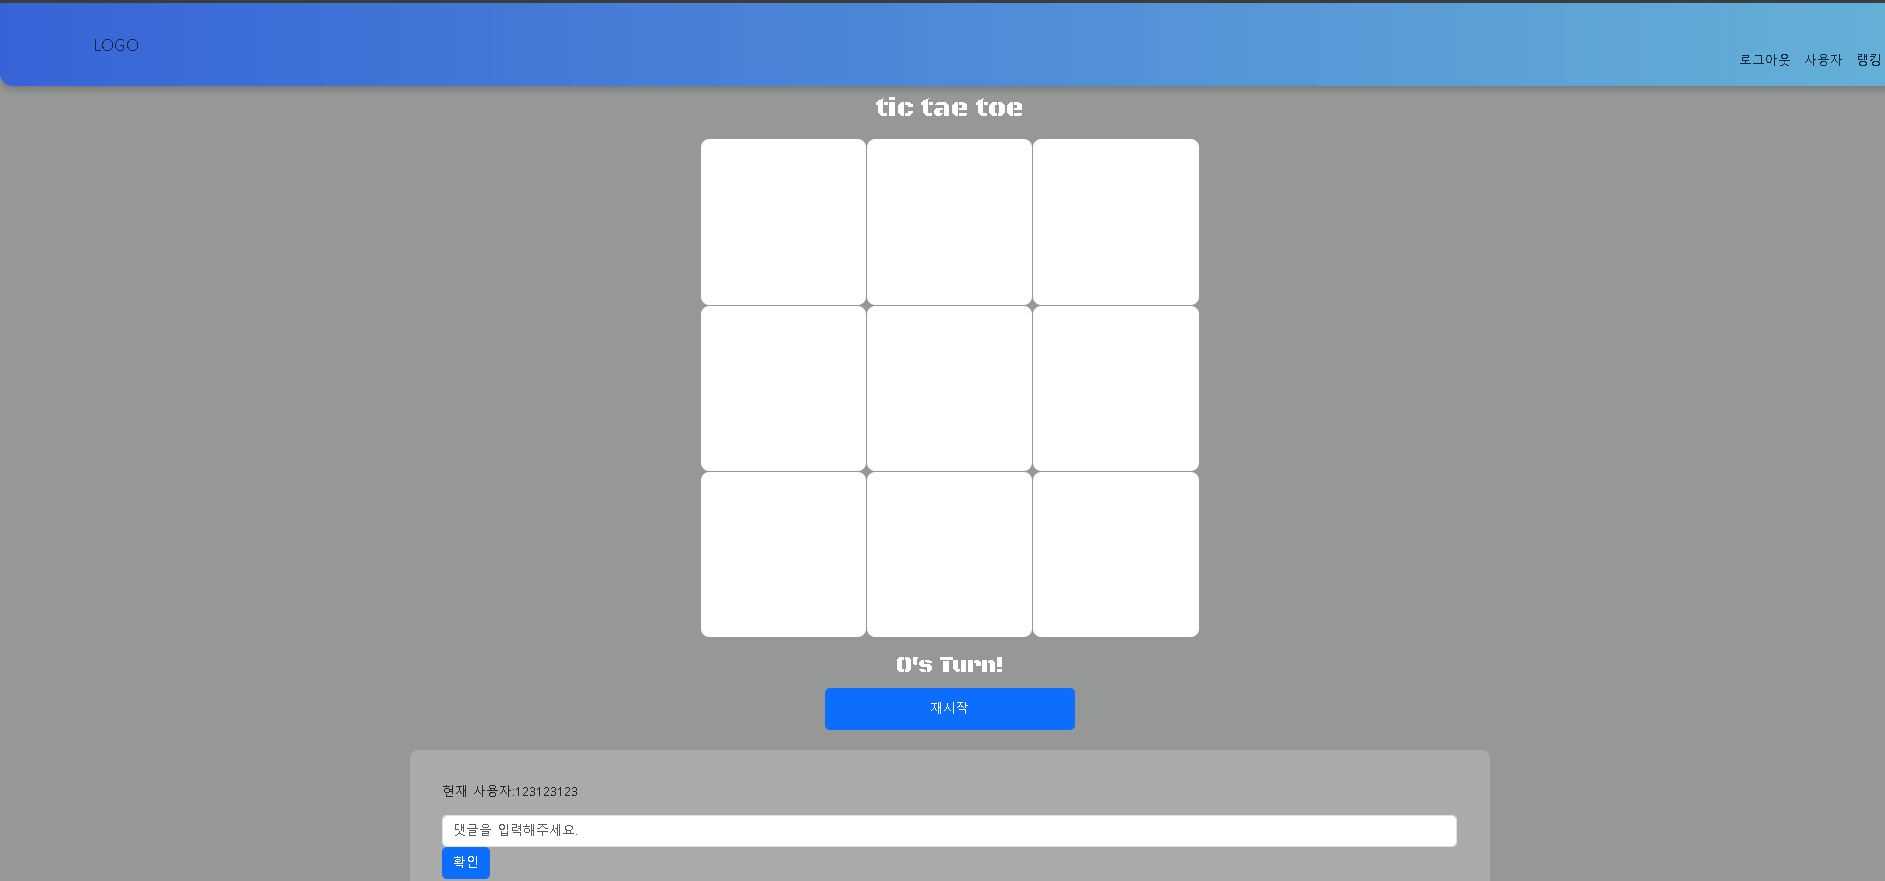 LOGO
로그아웃 사용자 랭킹
tic tae toe
O's Turn!
재시작
현재 사용자:123123123
댓글을 입력해주세요.
확인